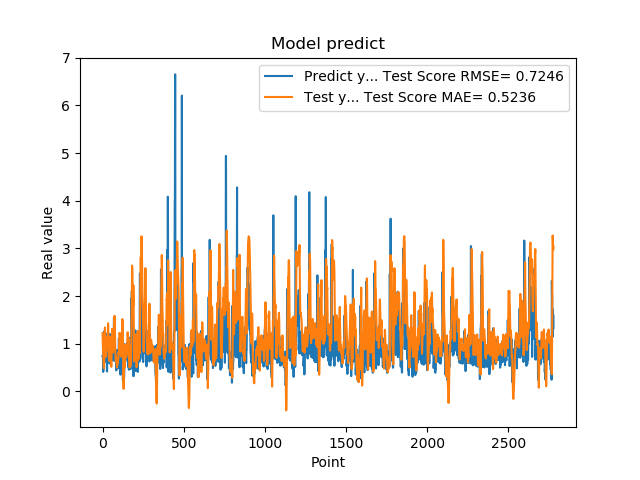 Model predict
Predict y... Test Score RMSE= 0.7246
Test y... Test Score MAE= 0.5236
7
6
5
4
3
2
1
0
Real value
0 500 1000 1500 2000 2500
Point